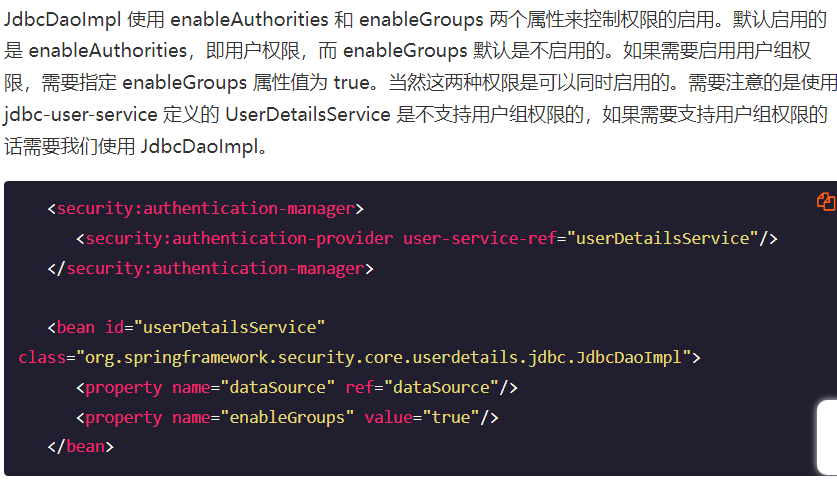 JdbcDaoImpl 使用 enableAuthorities 和 enableGroups 两个属性来控制权限的启用。默认启用的
是 enableAuthorities，即用户权限，而 enableGroups 默认是不启用的。如果需要启用用户组权
限，需要指定 enableGroups 属性值为 true。当然这两种权限是可以同时启用的。需要注意的是使用
jdbc-user-service 定义的 UserDetailsService 是不支持用户组权限的，如果需要支持用户组权限的
话需要我们使用 JdbcDaoImpl。
<security:authentication-manager>
<security:authentication-provider user-service-ref="userDetailsService"/>
</security:authentication-manager>
<bean id="userDetailsService"
class="org.springframework.security.core.userdetails.jdbc.JdbcDaoImpl">
<property name="dataSource" ref="dataSource"/>
<property name="enableGroups" value="true"/>
</bean>